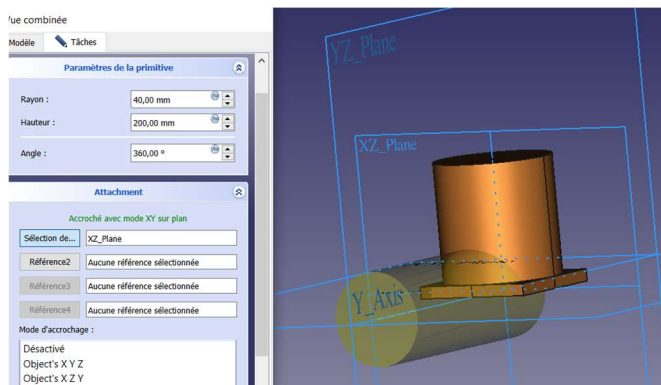 Vue combinée
Modèle
Tâches
Paramètres de la primitive
Rayon :
40,00 mm
Hauteur :
200,00 mm
Angle :
360,00 °
Attachment
Accroché avec mode XY sur plan
Sélection de...
XZ_Plane
Référence2
Aucune référence sélectionnée
Référence3
Aucune référence sélectionnée
Référence4
Aucune référence sélectionnée
Mode d'accrochage :
Désactivé
Object's X Y Z
Object's X Z Y
YZ_Plane
XZ_Plane
Y_Axis